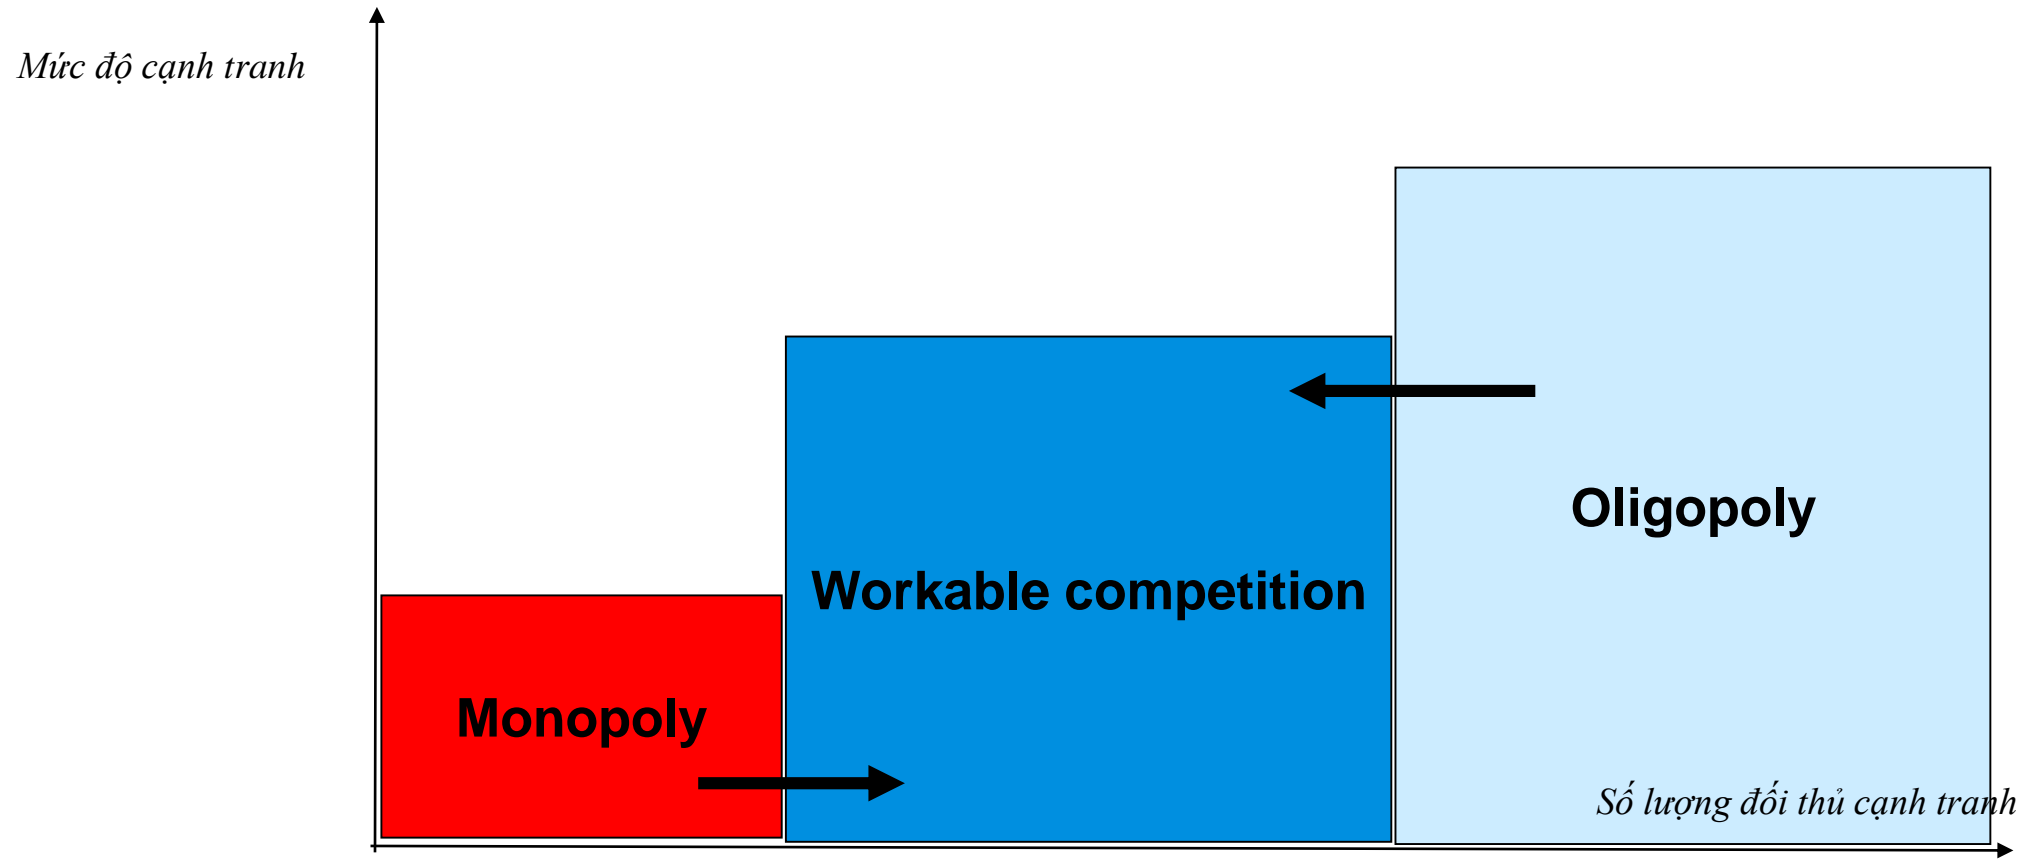 Mức độ cạnh tranh
Oligopoly
Workable competition
Monopoly
Số lượng đối thủ cạnh tranh